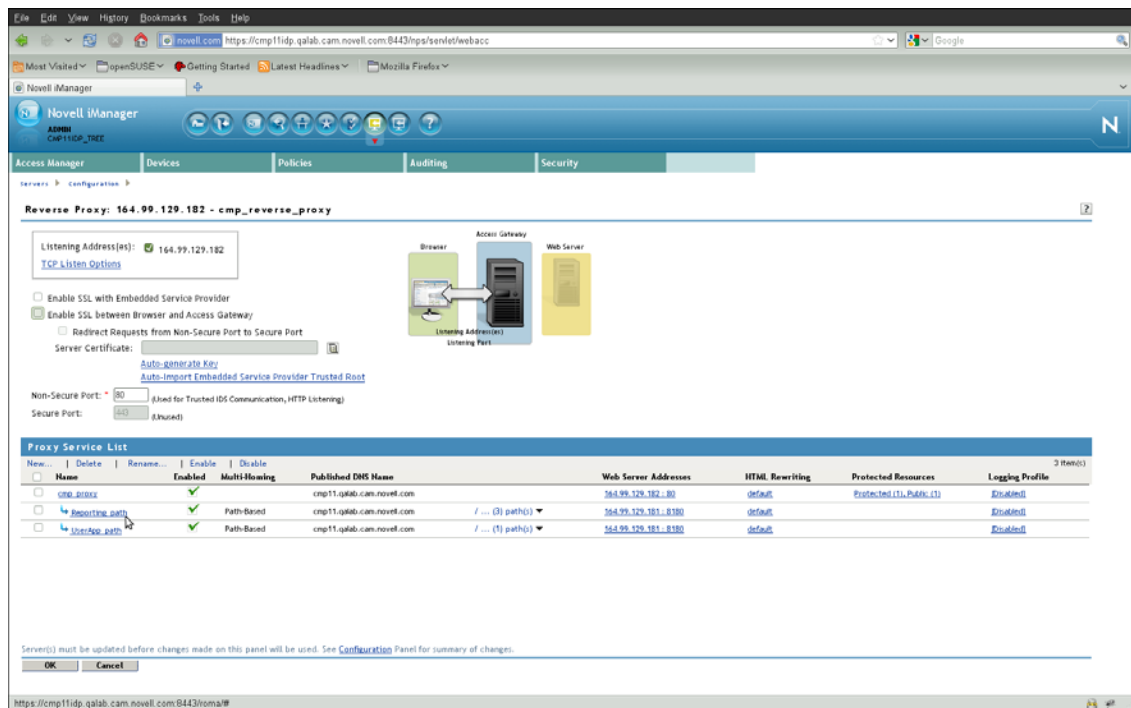 File Edit View History Bookmarks Tools Help
novell.com https://cmp11idp.qalab.cam.novell.com:8443/nps/servlet/webacc
Google
Most Visited openSUSE Getting Started Latest Headlines Mozilla Firefox
Novell iManager
Novell iManager
ADMIN
CMP11IDP_TREE
N
Access Manager Devices Policies Auditing Security
Servers Configuration
Reverse Proxy: 164.99.129.182 - cmp_reverse_proxy ?
Access Gateway
Browser Web Server
Listening Address(es): 164.99.129.182
TCP Listen Options
Enable SSL with Embedded Service Provider
Enable SSL between Browser and Access Gateway
Redirect Requests from Non-Secure Port to Secure Port
Listening Address(es)
Listening Port
Server Certificate:
Auto-generate Key
Auto-Import Embedded Service Provider Trusted Root
Non-Secure Port: * 80 (Used for Trusted IDS Communication, HTTP Listening)
Secure Port: 443 (Unused)
Proxy Service List
New... | Delete | Rename... | Enable | Disable 3 Item(s)
Name Enabled Multi-Homing Published DNS Name Web Server Addresses HTML Rewriting Protected Resources Logging Profile
cmp_proxy cmp11.qalab.cam.novell.com 164.99.129.182 : 80 default Protected (1), Public (1) [Disabled]
Reporting_path Path-Based cmp11.qalab.cam.novell.com / ... (3) path(s) 164.99.129.181 : 8180 default [Disabled]
UserApp_path Path-Based cmp11.qalab.cam.novell.com / ... (1) path(s) 164.99.129.181 : 8180 default [Disabled]
Server(s) must be updated before changes made on this panel will be used. See Configuration Panel for summary of changes.
OK Cancel
https://cmp11idp.qalab.cam.novell.com:8443/roma/#